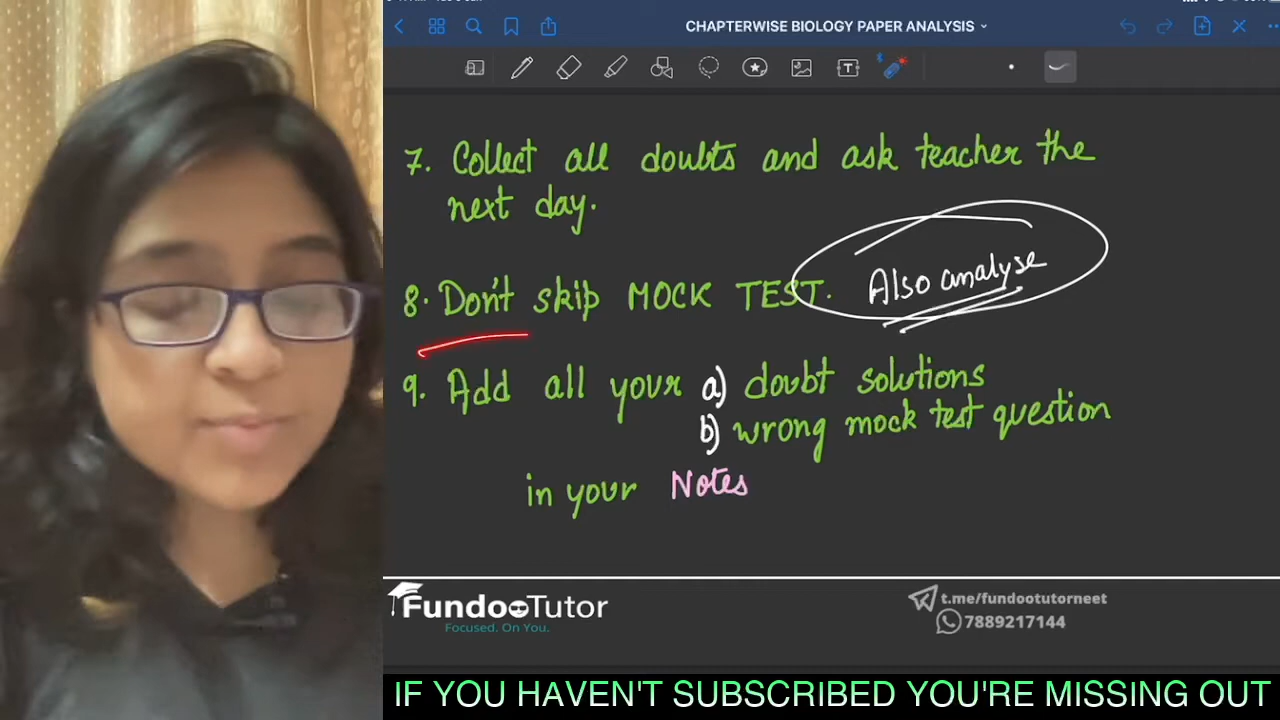 CHAPTERWISE BIOLOGY PAPER ANALYSIS
7. Collect all doubts and ask teacher the
next day.
8. Don't skip MOCK TEST. Also analyse
9. Add all your a) doubt solutions
b) wrong mock test question
in your Notes
FundooTutor
Focused. On You.
t.me/fundootutorneet
7889217144
IF YOU HAVEN'T SUBSCRIBED YOU'RE MISSING OUT